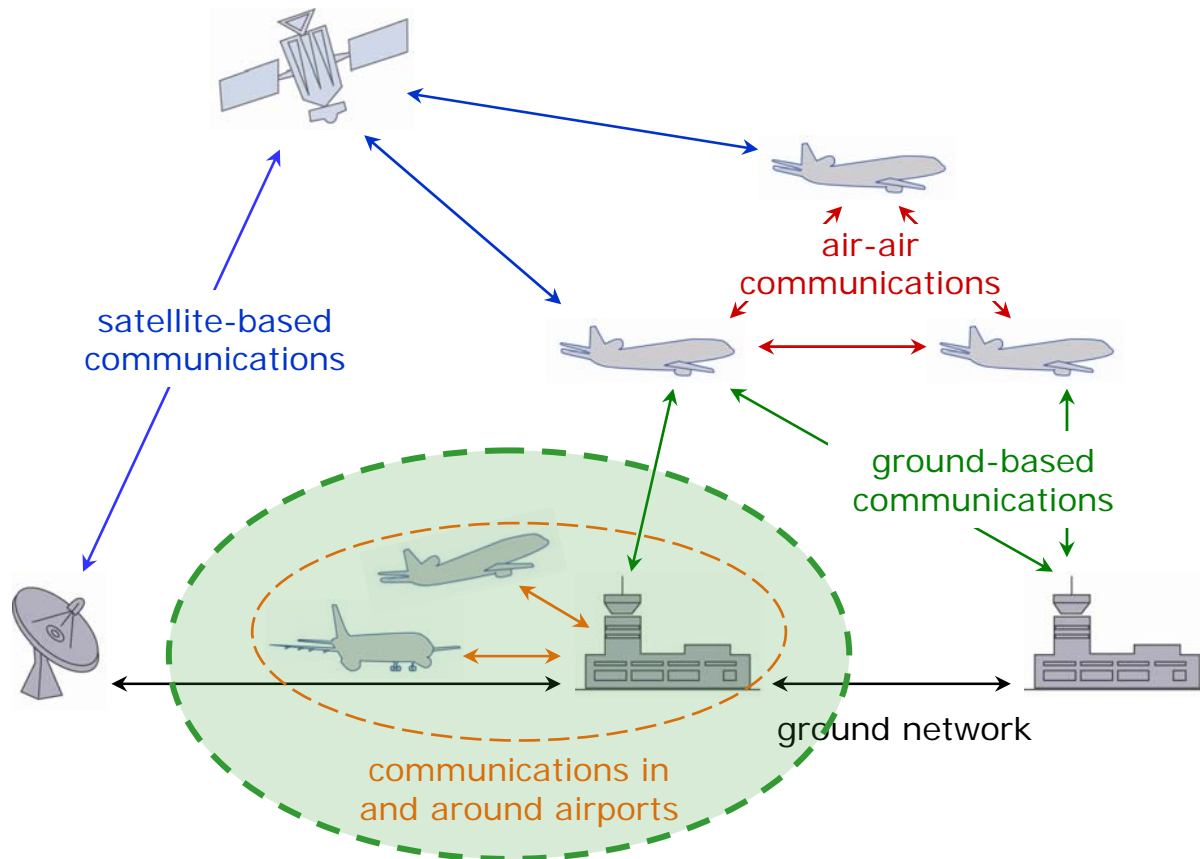 air-air
communications
satellite-based
communications
ground-based
communications
ground network
communications in
and around airports